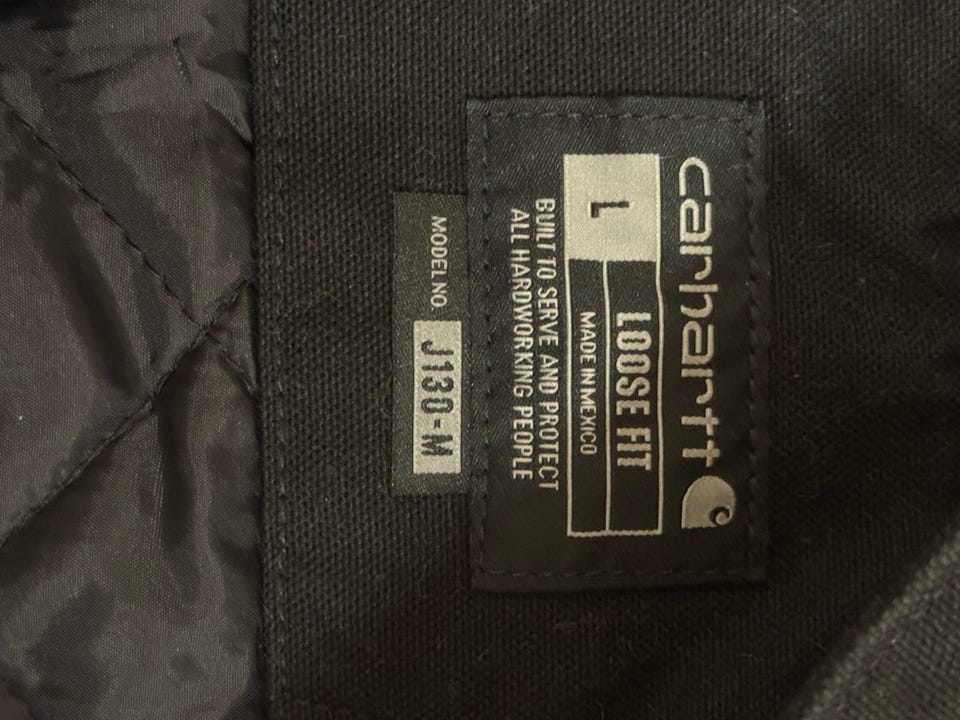 carhartt
L
LOOSE FIT
MADE IN MEXICO
BUILT TO SERVE AND PROTECT
ALL HARDWORKING PEOPLE
MODEL NO. J130-M